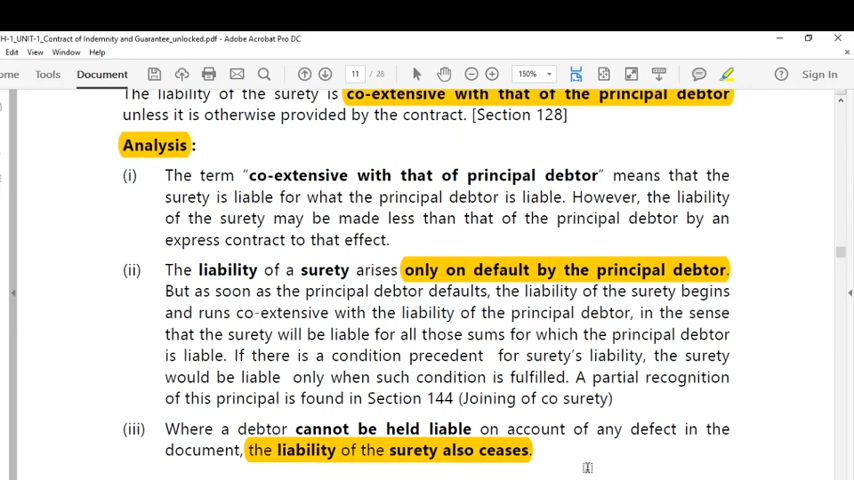 CH-1_UNIT-1_Contract of Indemnity and Guarantee_unlocked.pdf - Adobe Acrobat Pro DC
Edit View Window Help
ome Tools Document 11 / 28 150% Sign In
The liability of the surety is co-extensive with that of the principal debtor
unless it is otherwise provided by the contract. [Section 128]
Analysis :
(i) The term “co-extensive with that of principal debtor” means that the
surety is liable for what the principal debtor is liable. However, the liability
of the surety may be made less than that of the principal debtor by an
express contract to that effect.
(ii) The liability of a surety arises only on default by the principal debtor.
But as soon as the principal debtor defaults, the liability of the surety begins
and runs co-extensive with the liability of the principal debtor, in the sense
that the surety will be liable for all those sums for which the principal debtor
is liable. If there is a condition precedent for surety's liability, the surety
would be liable only when such condition is fulfilled. A partial recognition
of this principal is found in Section 144 (Joining of co surety)
(iii) Where a debtor cannot be held liable on account of any defect in the
document, the liability of the surety also ceases.